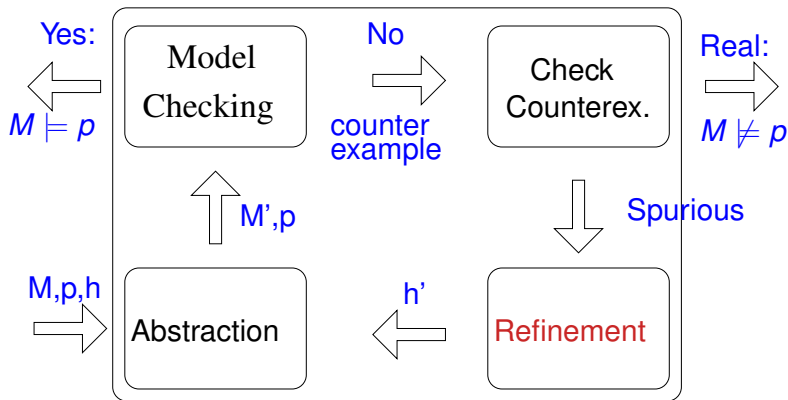 Yes:
M ⊨ p
Model
Checking
No
counter
example
Check
Counterex.
Real:
M ⊭ p
M',p
Spurious
M,p,h
Abstraction
h'
Refinement